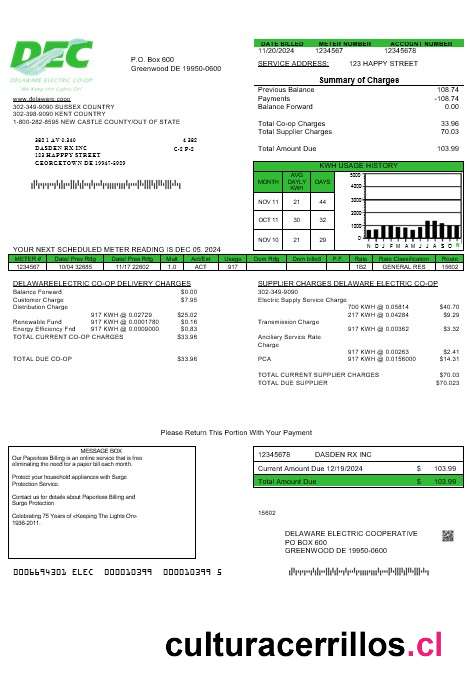 DEC
DELAWARE ELECTRIC CO-OP
We Keep the Lights On!
P.O. Box 600
Greenwood DE 19950-0600
DATE BILLED METER NUMBER ACCOUNT NUMBER
11/20/2024 1234567 12345678
SERVICE ADDRESS: 123 HAPPY STREET
www.delaware.coop
302-349-9090 SUSSEX COUNTRY
302-398-9090 KENT COUNTRY
1-800-282-8595 NEW CASTLE COUNTY/OUT OF STATE
Summary of Charges
Previous Balance 108.74
Payments -108.74
Balance Forward 0.00
Total Co-op Charges 33.96
Total Supplier Charges 70.03
Total Amount Due 103.99
382 1 AV 0.340 4 382
DASDEN RX INC C-2 P-2
123 HAPPPY STREET
GEORGETOWN DE 19947-8929
KWH USAGE HISTORY
MONTH AVG DAYLY KWH DAYS
NOV 11 21 44
OCT 11 30 32
NOV 10 21 29
5000
4000
3000
2000
1000
0
N D J F M A M J J A S O N
YOUR NEXT SCHEDULED METER READING IS DEC 05. 2024
METER # Date/ Prev Rdg Date/ Prev Rdg Mult Act/Est Usage Dem Rdg Dem billed P.F. Rate Rate Classification Route
1234567 10/04 32685 11/17 22602 1.0 ACT 917 1B2 GENERAL RES 15602
DELAWAREELECTRIC CO-OP DELIVERY CHARGES
Balance Forward $0.00
Customer Charge $7.95
Distribution Charge
917 KWH @ 0.02729 $25.02
Renewable Fund 917 KWH @ 0.0001780 $0.16
Energy Efficiency Fnd 917 KWH @ 0.0009000 $0.83
TOTAL CURRENT CO-OP CHARGES $33.96
TOTAL DUE CO-OP $33.96
SUPPLIER CHARGES DELAWARE ELECTRIC CO-OP
302-349-9090
Electric Supply Service Charge
700 KWH @ 0.05814 $40.70
217 KWH @ 0.04284 $9.29
Transmission Charge
917 KWH @ 0.00362 $3.32
Ancillary Service Rate
Charge
917 KWH @ 0.00263 $2.41
PCA 917 KWH @ 0.0156000 $14.31
TOTAL CURRENT SUPPLIER CHARGES $70.03
TOTAL DUE SUPPLIER $70.023
Please Return This Portion With Your Payment
MESSAGE BOX
Our Paperless Billing is an online service that is free
eliminating the need for a paper bill each month.
Protect your household appliances with Surge
Protection Service.
Contact us for details about Paperless Billing and
Surge Protection
Celebrating 75 Years of «Keeping The Lights On»
1936-2011.
12345678 DASDEN RX INC
Current Amount Due 12/19/2024 $ 103.99
Total Amount Due $ 103.99
15602
DELAWARE ELECTRIC COOPERATIVE
PO BOX 600
GREENWOOD DE 19950-0600
0006694301 ELEC 0000010399 0000010399 5
culturacerrillos.cl